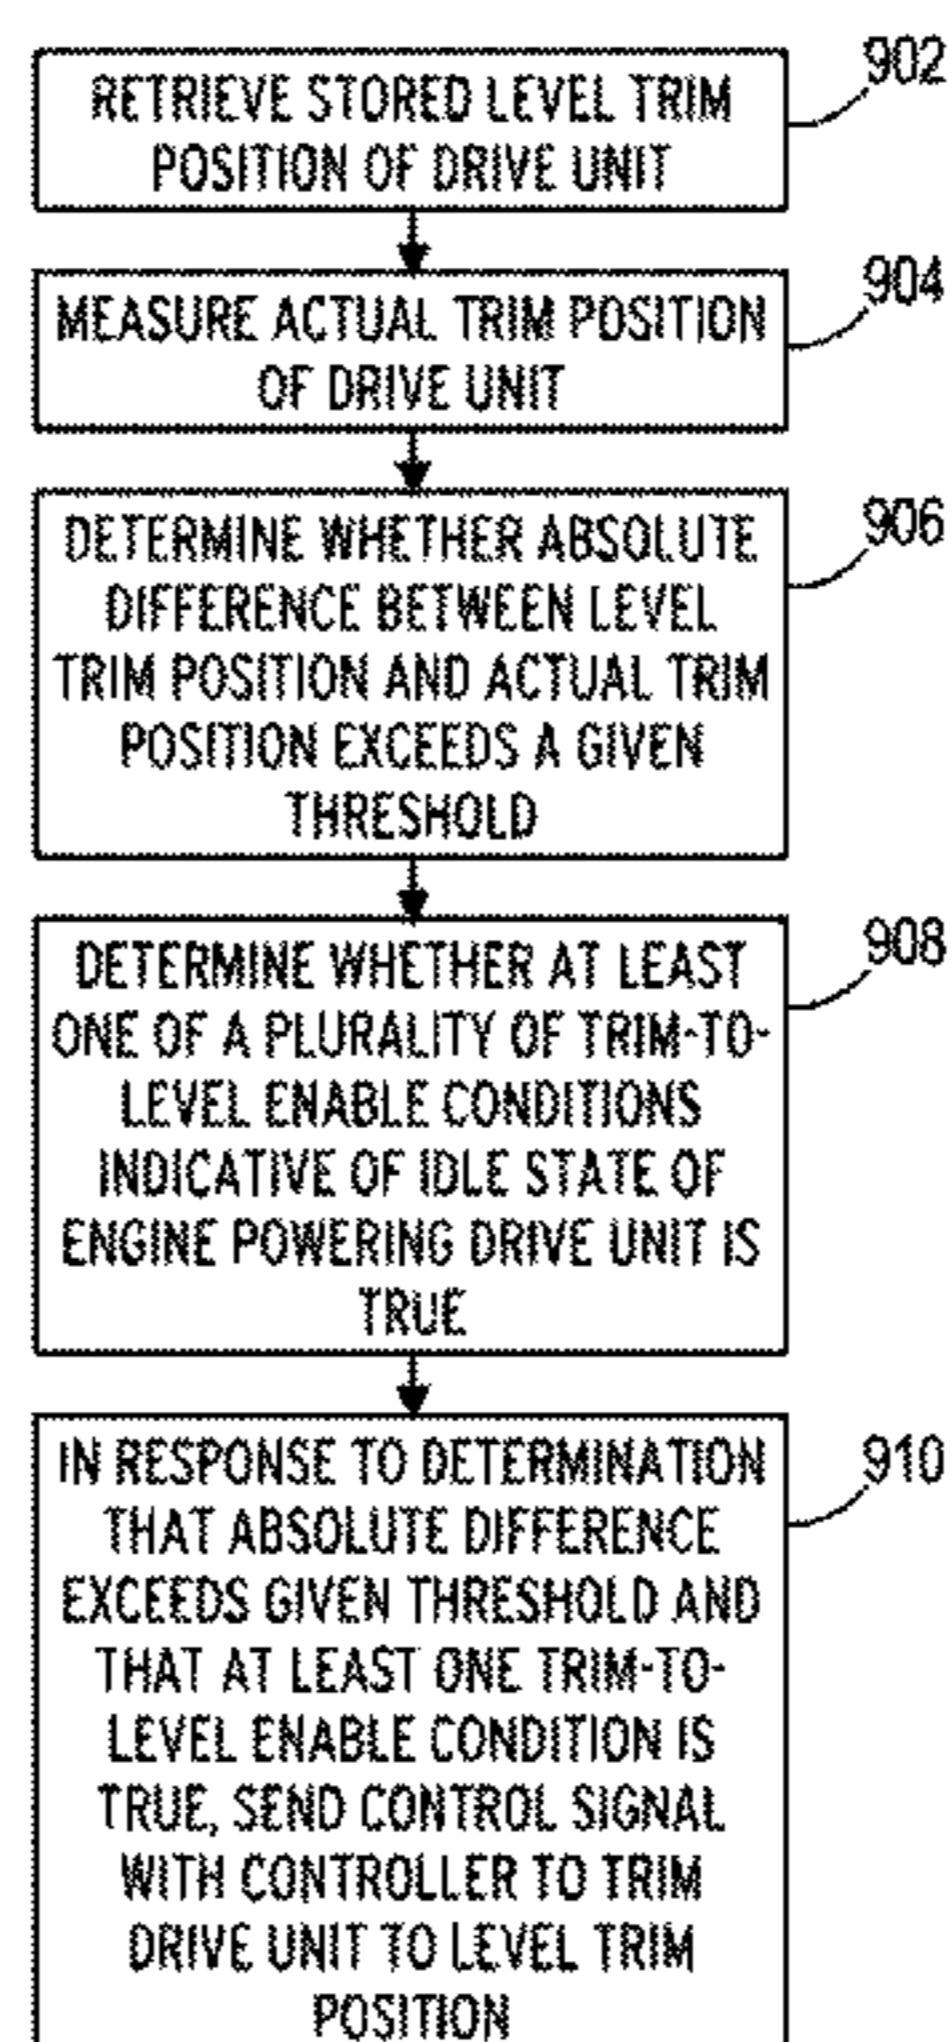 902
RETRIEVE STORED LEVEL TRIM
POSITION OF DRIVE UNIT
904
MEASURE ACTUAL TRIM POSITION
OF DRIVE UNIT
906
DETERMINE WHETHER ABSOLUTE
DIFFERENCE BETWEEN LEVEL
TRIM POSITION AND ACTUAL TRIM
POSITION EXCEEDS A GIVEN
THRESHOLD
908
DETERMINE WHETHER AT LEAST
ONE OF A PLURALITY OF TRIM-TO-
LEVEL ENABLE CONDITIONS
INDICATIVE OF IDLE STATE OF
ENGINE POWERING DRIVE UNIT IS
TRUE
910
IN RESPONSE TO DETERMINATION
THAT ABSOLUTE DIFFERENCE
EXCEEDS GIVEN THRESHOLD AND
THAT AT LEAST ONE TRIM-TO-
LEVEL ENABLE CONDITION IS
TRUE, SEND CONTROL SIGNAL
WITH CONTROLLER TO TRIM
DRIVE UNIT TO LEVEL TRIM
POSITION